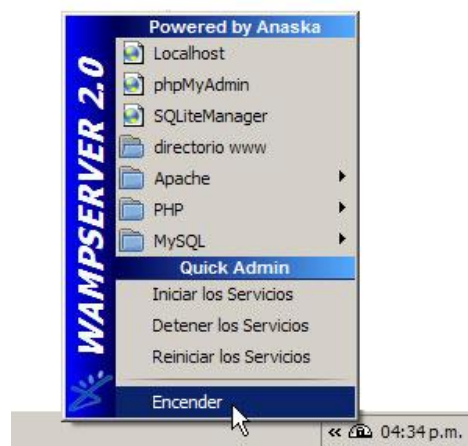 Powered by Anaska
WAMPSERVER 2.0
Localhost
phpMyAdmin
SQLiteManager
directorio www
Apache
PHP
MySQL
Quick Admin
Iniciar los Servicios
Detener los Servicios
Reiniciar los Servicios
Encender
« 04:34 p.m.